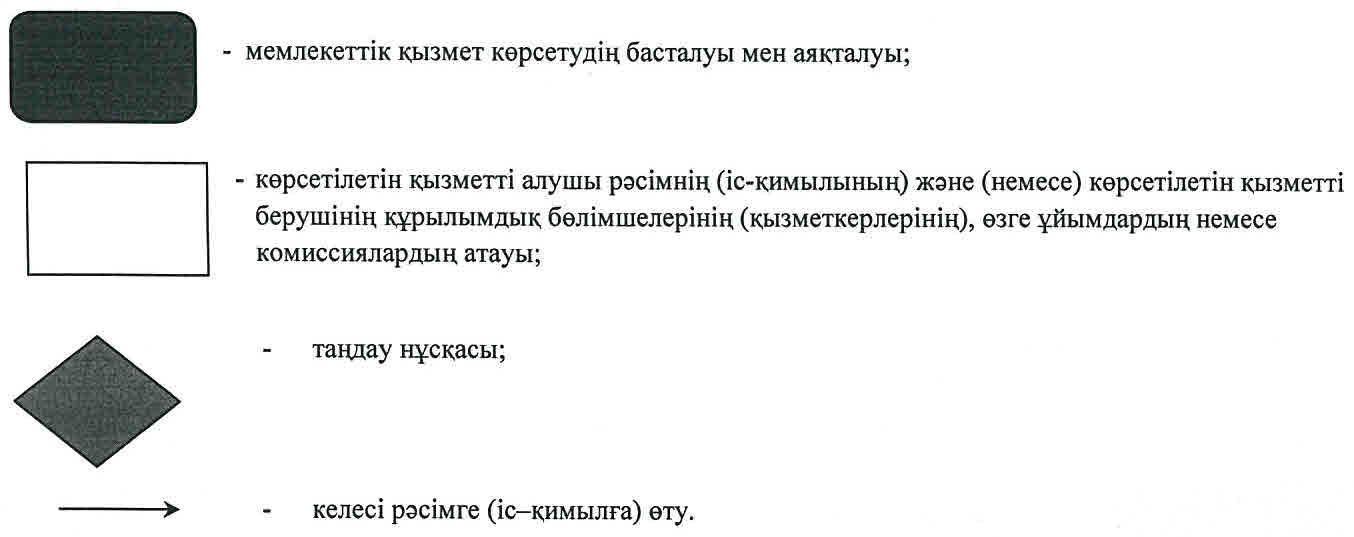 - мемлекеттік қызмет көрсетудің басталуы мен аяқталуы;
- көрсетілетін қызметті алушы рәсімнің (іс-қимылының) және (немесе) көрсетілетін қызметті
берушінің құрылымдық бөлімшелерінің (қызметкерлерінің), өзге ұйымдардың немесе
комиссиялардың атауы;
- таңдау нұсқасы;
- келесі рәсімге (іс–қимылға) өту.